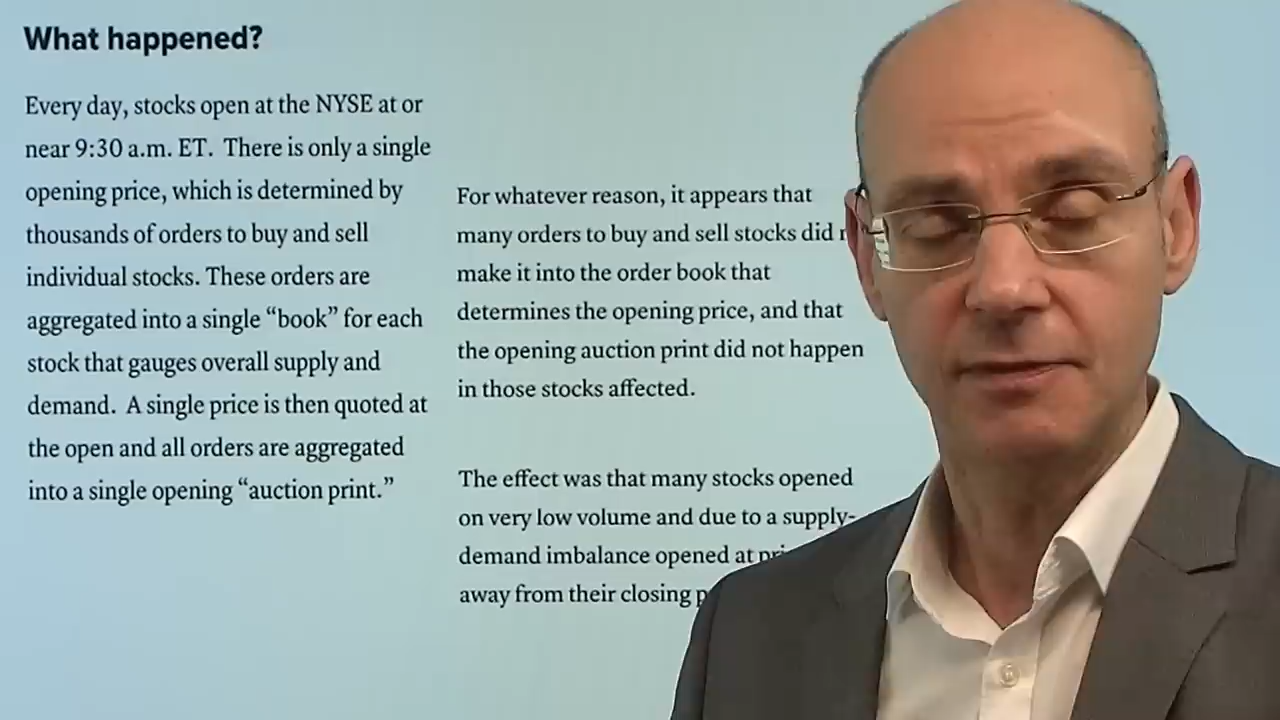 What happened?
Every day, stocks open at the NYSE at or
near 9:30 a.m. ET.  There is only a single
opening price, which is determined by
thousands of orders to buy and sell
individual stocks. These orders are
aggregated into a single “book” for each
stock that gauges overall supply and
demand.  A single price is then quoted at
the open and all orders are aggregated
into a single opening “auction print.”
For whatever reason, it appears that
many orders to buy and sell stocks did
make it into the order book that
determines the opening price, and that
the opening auction print did not happen
in those stocks affected.
The effect was that many stocks opened
on very low volume and due to a supply-
demand imbalance opened at
away from their closing